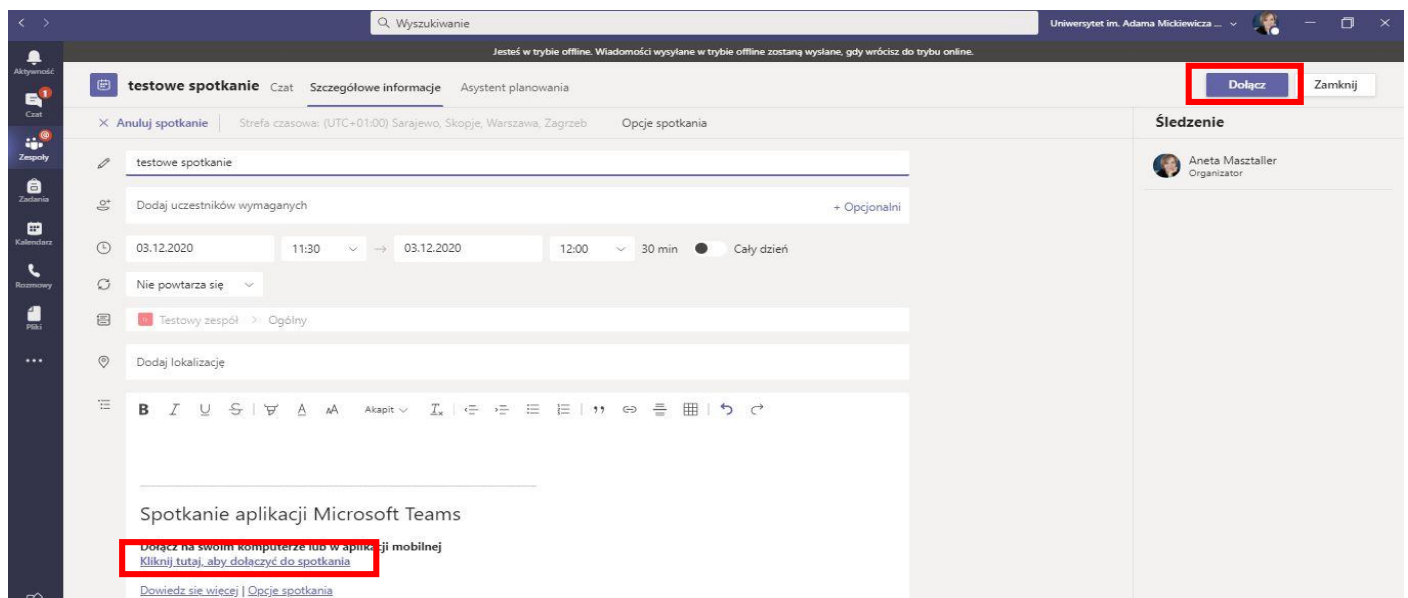 Wyszukiwanie
Uniwersytet im. Adama Mickiewicza ...
Jesteś w trybie offline. Wiadomości wysyłane w trybie offline zostaną wysłane, gdy wrócisz do trybu online.
Aktywność
Czat
Zespoły
Zadania
Kalendarz
Rozmowy
Pliki
testowe spotkanie Czat Szczegółowe informacje Asystent planowania
Dołącz Zamknij
Anuluj spotkanie Strefa czasowa: (UTC+01:00) Sarajewo, Skopje, Warszawa, Zagrzeb Opcje spotkania
testowe spotkanie
Dodaj uczestników wymaganych + Opcjonalni
03.12.2020 11:30 → 03.12.2020 12:00 30 min Cały dzień
Nie powtarza się
Testowy zespół > Ogólny
Dodaj lokalizację
B I U S A AA Akapit
Spotkanie aplikacji Microsoft Teams
Dołącz na swoim komputerze lub w aplikacji mobilnej
Kliknij tutaj, aby dołączyć do spotkania
Dowiedz się więcej | Opcje spotkania
Śledzenie
Aneta Masztaller
Organizator